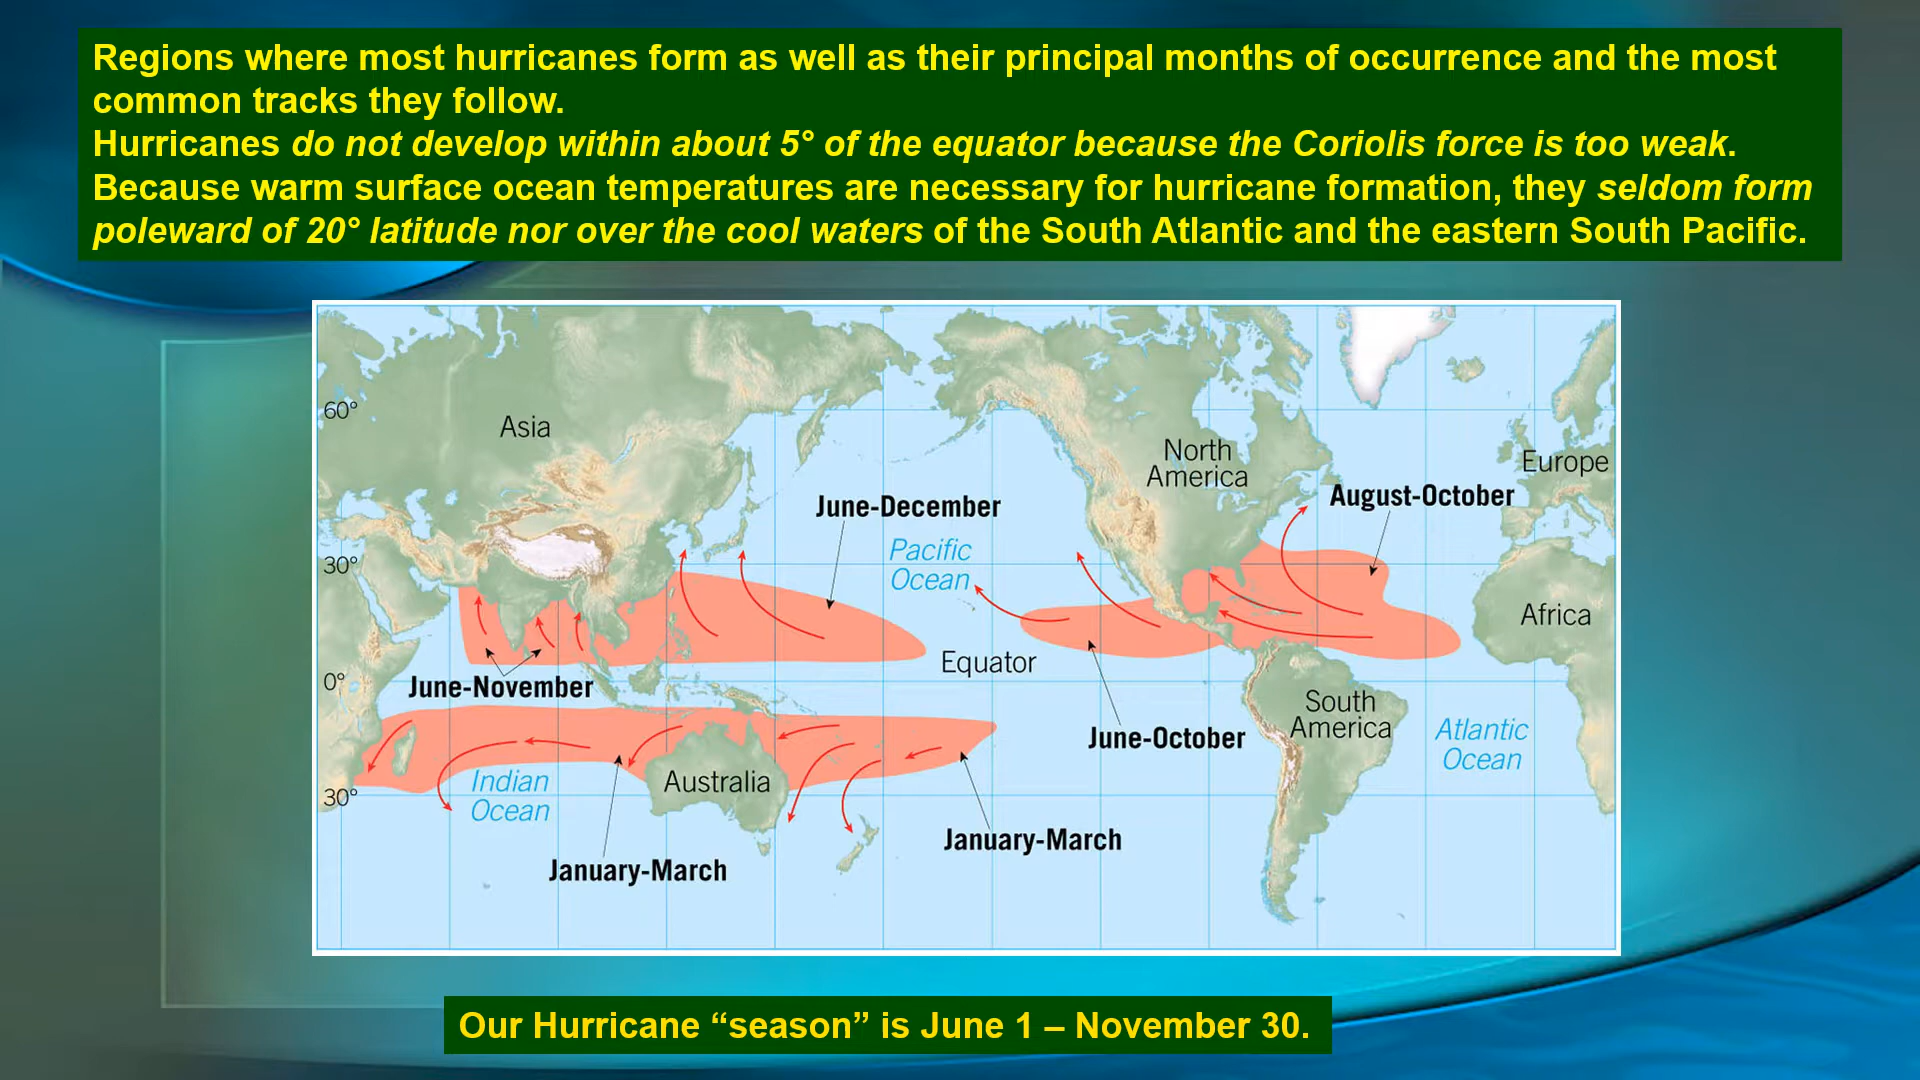 Regions where most hurricanes form as well as their principal months of occurrence and the most
common tracks they follow.
Hurricanes do not develop within about 5° of the equator because the Coriolis force is too weak.
Because warm surface ocean temperatures are necessary for hurricane formation, they seldom form
poleward of 20° latitude nor over the cool waters of the South Atlantic and the eastern South Pacific.
60°
Asia
North
America
Europe
June-December
August-October
Pacific
Ocean
30°
Africa
Equator
0°
June-November
South
America
Atlantic
Ocean
June-October
Indian
Ocean
Australia
30°
January-March
January-March
Our Hurricane “season” is June 1 – November 30.